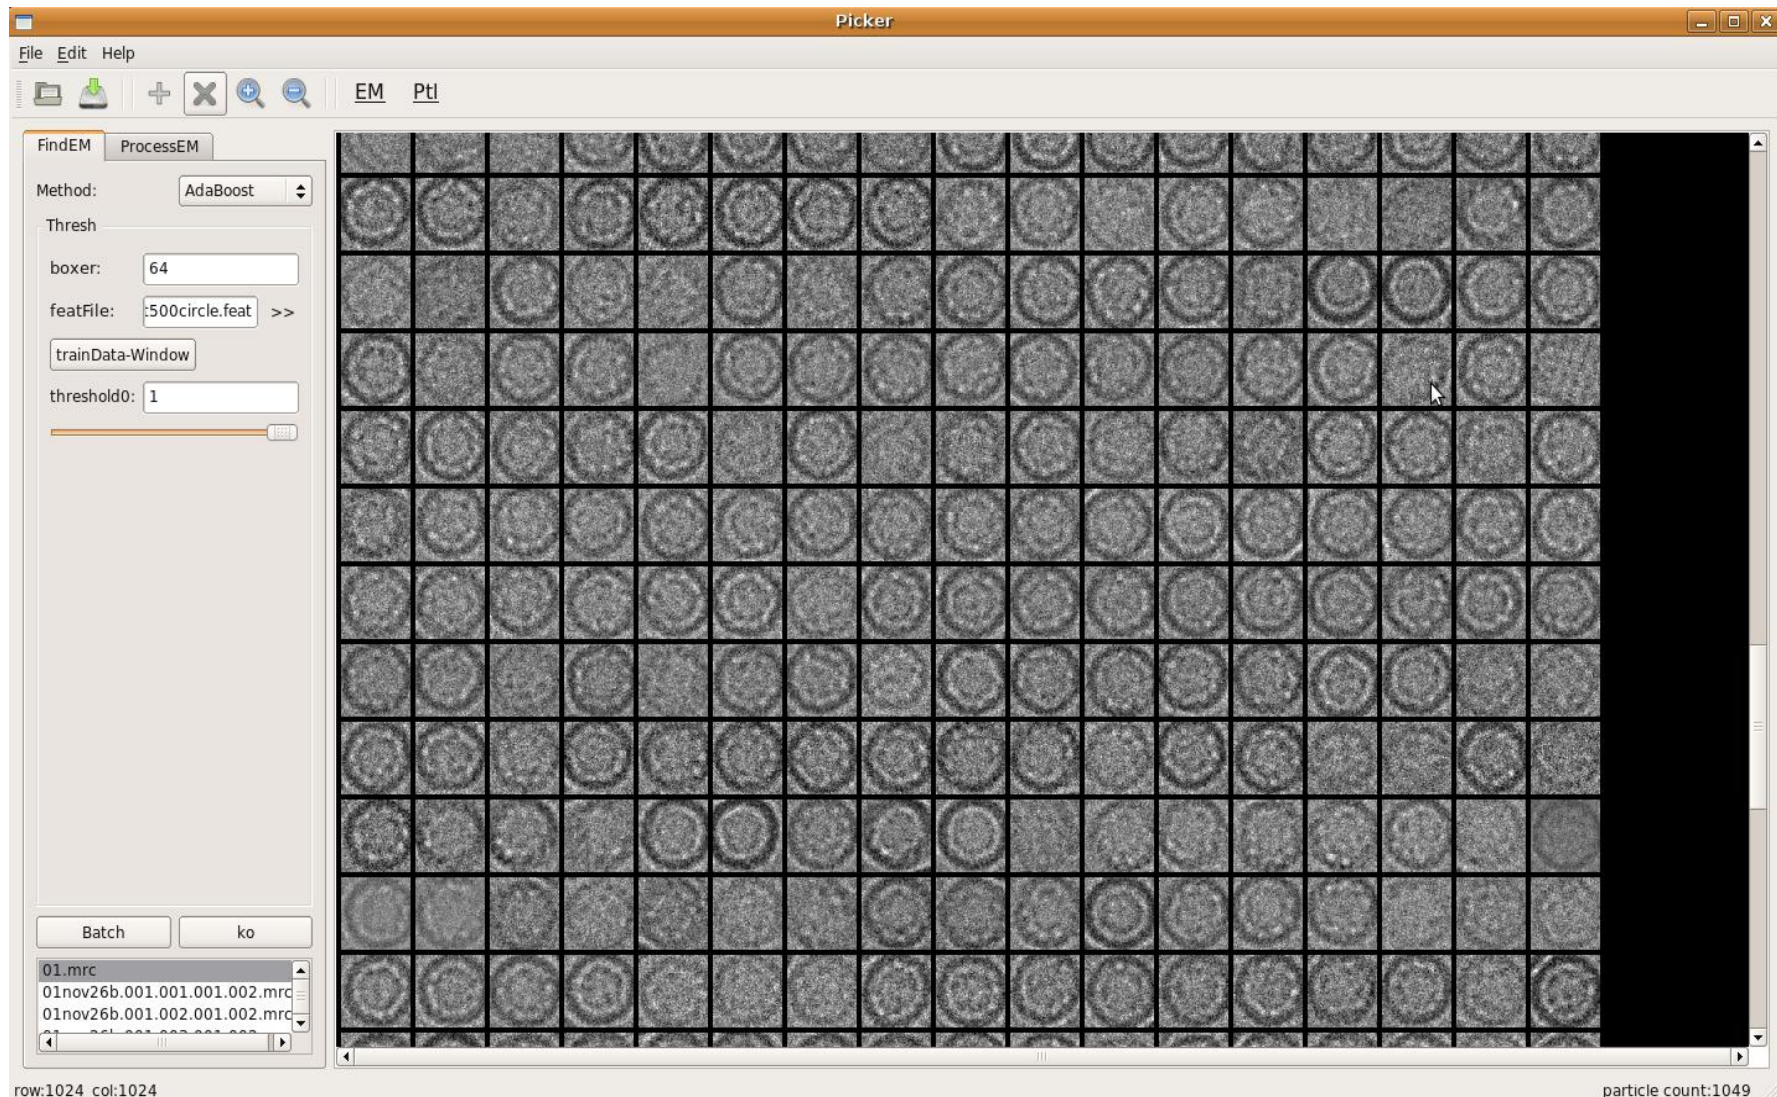 Picker
File Edit Help
EM Ptl
FindEM ProcessEM
Method: AdaBoost
Thresh
boxer: 64
featFile: :500circle.feat >>
trainData-Window
threshold0: 1
Batch ko
01.mrc
01nov26b.001.001.001.002.mrc
01nov26b.001.002.001.002.mrc
row:1024 col:1024 particle count:1049